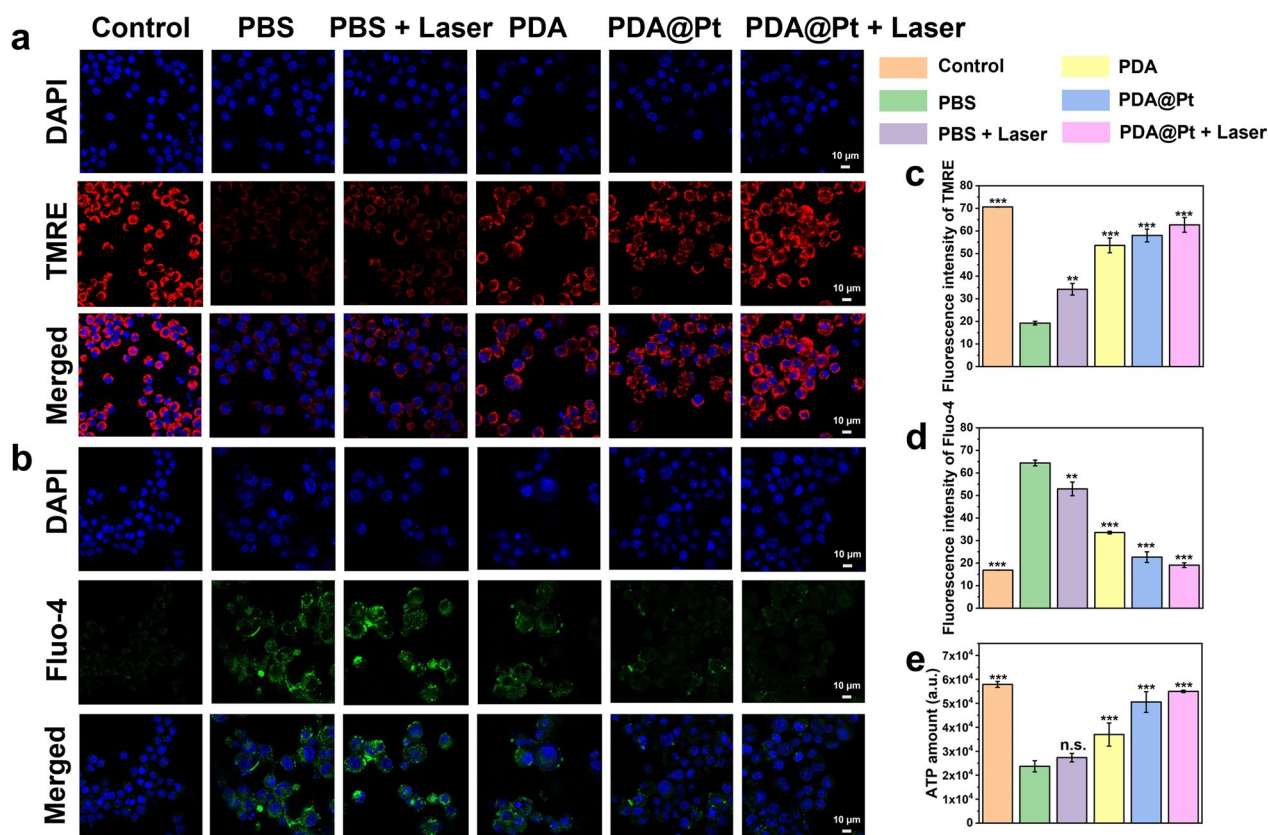 a
Control PBS PBS + Laser PDA PDA@Pt PDA@Pt + Laser
DAPI
10 μm
TMRE
10 μm
Merged
10 μm
b
DAPI
10 μm
Fluo-4
10 μm
Merged
10 μm
Control PDA
PBS PDA@Pt
PBS + Laser PDA@Pt + Laser
c
Fluorescence intensity of TMRE
80
70
60
50
40
30
20
10
0
*** ** *** *** ***
d
Fluorescence intensity of Fluo-4
80
70
60
50
40
30
20
10
0
*** ** *** *** ***
e
ATP amount (a.u.)
7x10⁴
6x10⁴
5x10⁴
4x10⁴
3x10⁴
2x10⁴
1x10⁴
0
*** n.s. *** *** ***